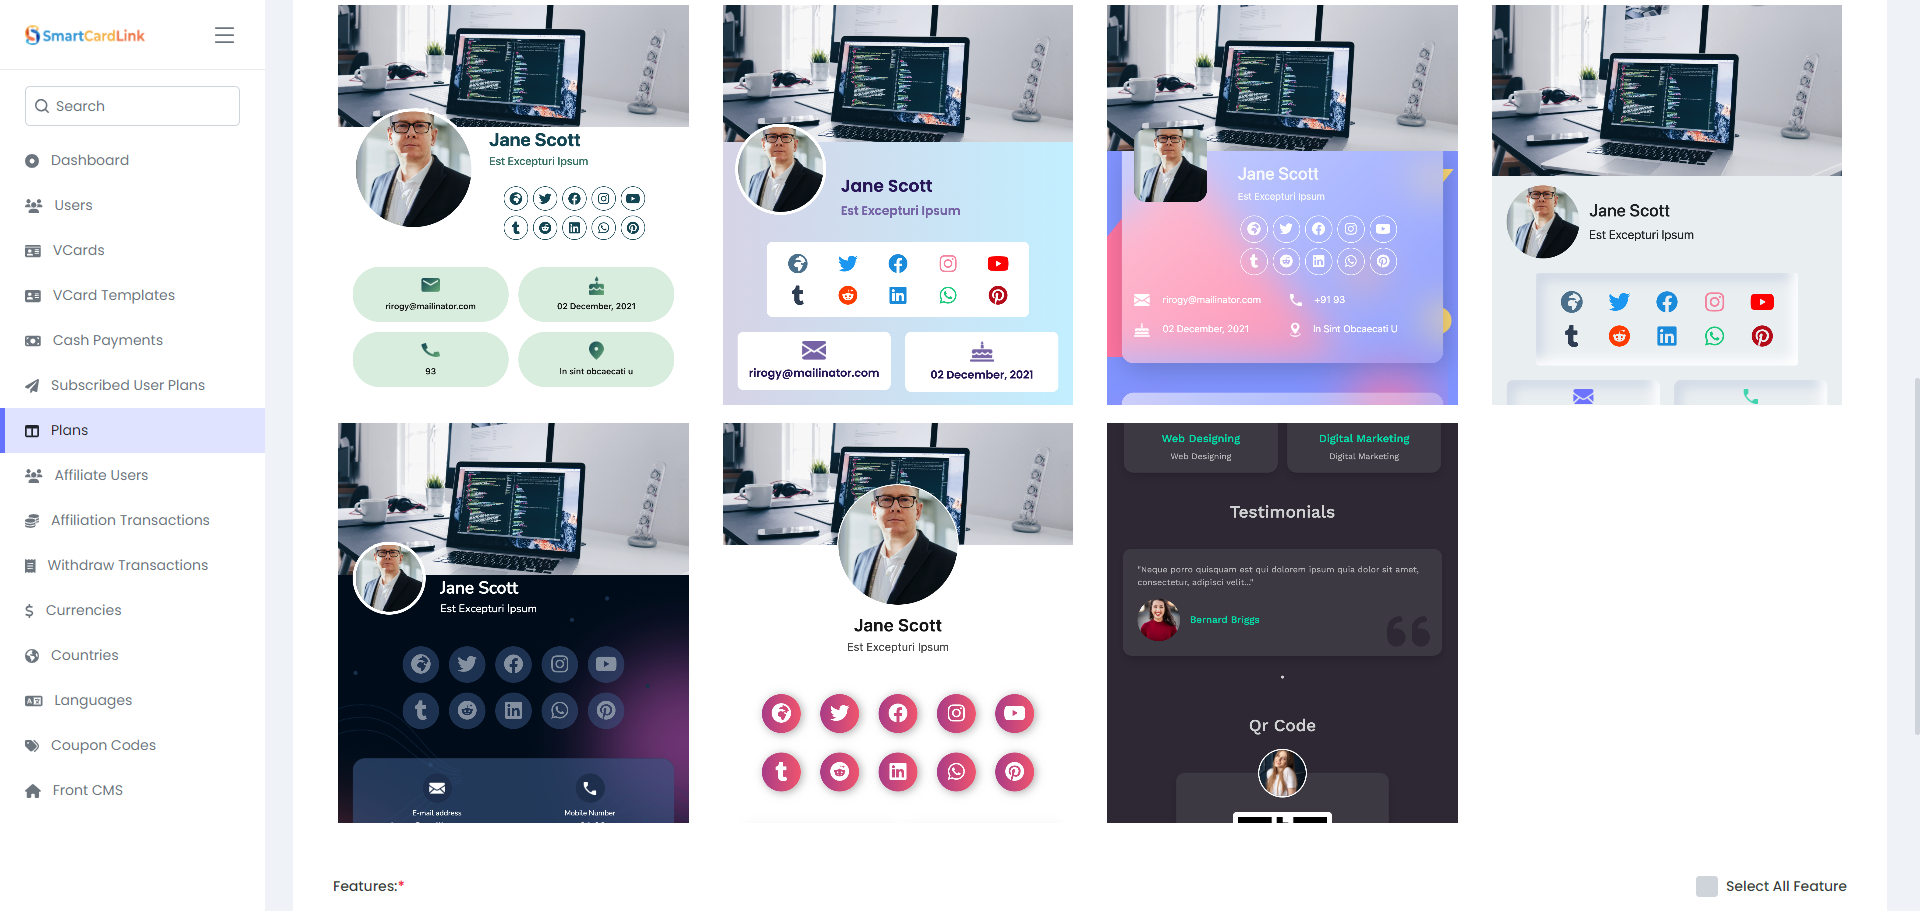 SmartCardLink
Search
Dashboard
Users
VCards
VCard Templates
Cash Payments
Subscribed User Plans
Plans
Affiliate Users
Affiliation Transactions
Withdraw Transactions
Currencies
Countries
Languages
Coupon Codes
Front CMS
Jane Scott
Est Excepturi Ipsum
rirogy@mailinator.com
02 December, 2021
93
In sint obcaecati u
Jane Scott
Est Excepturi Ipsum
rirogy@mailinator.com
02 December, 2021
Jane Scott
Est Excepturi Ipsum
rirogy@mailinator.com
+91 93
02 December, 2021
In Sint Obcaecati U
Jane Scott
Est Excepturi Ipsum
Jane Scott
Est Excepturi Ipsum
E-mail address
Mobile Number
Jane Scott
Est Excepturi Ipsum
Web Designing
Web Designing
Digital Marketing
Digital Marketing
Testimonials
"Neque porro quisquam est qui dolorem ipsum quia dolor sit amet,
consectetur, adipisci velit..."
Bernard Briggs
Qr Code
Features:*
Select All Feature